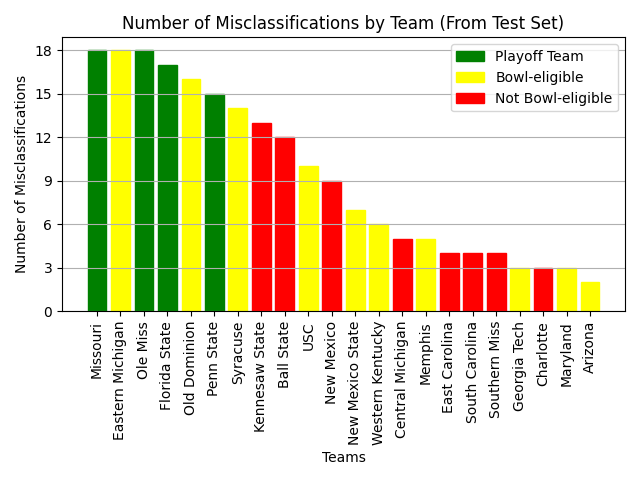 Number of Misclassifications by Team (From Test Set)
Number of Misclassifications
18
15
12
9
6
3
0
Playoff Team
Bowl-eligible
Not Bowl-eligible
Missouri
Eastern Michigan
Ole Miss
Florida State
Old Dominion
Penn State
Syracuse
Kennesaw State
Ball State
USC
New Mexico
New Mexico State
Western Kentucky
Central Michigan
Memphis
East Carolina
South Carolina
Southern Miss
Georgia Tech
Charlotte
Maryland
Arizona
Teams